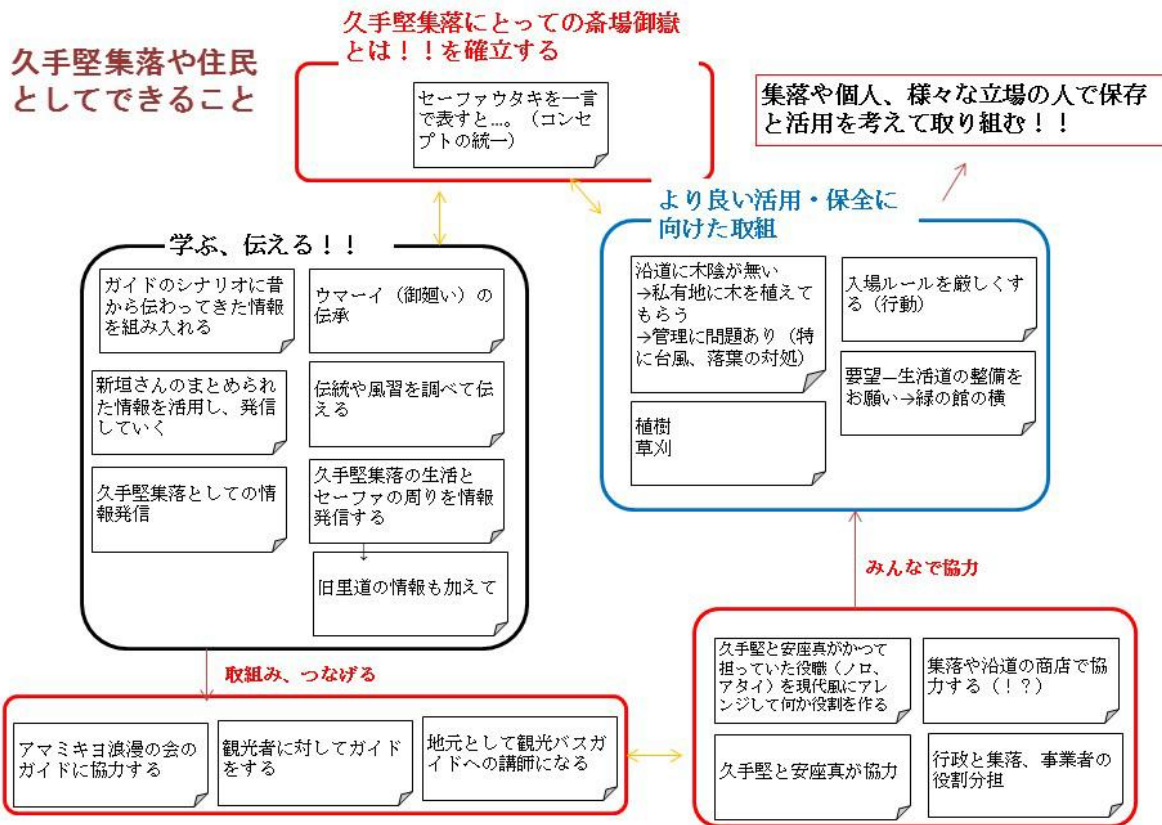 久手堅集落や住民
としてできること
久手堅集落にとっての斎場御嶽
とは！！を確立する
セーファウタキを一言
で表すと…。（コンセ
プトの統一）
集落や個人、様々な立場の人で保存
と活用を考えて取り組む！！
学ぶ、伝える！！
ガイドのシナリオに昔
から伝わってきた情報
を組み入れる
ウマーイ（御廻い）の
伝承
新垣さんのまとめられ
た情報を活用し、発信
していく
伝統や風習を調べて伝
える
久手堅集落としての情
報発信
久手堅集落の生活と
セーファの周りを情報
発信する
旧里道の情報も加えて
より良い活用・保全に
向けた取組
沿道に木陰が無い
→私有地に木を植えて
もらう
→管理に問題あり（特
に台風、落葉の対処）
入場ルールを厳しくす
る（行動）
要望―生活道の整備を
お願い→緑の館の横
植樹
草刈
取組み、つなげる
みんなで協力
アマミキヨ浪漫の会の
ガイドに協力する
観光者に対してガイド
をする
地元として観光バスガ
イドへの講師になる
久手堅と安座真がかつて
担っていた役職（ノロ、
アタイ）を現代風にアレ
ンジして何か役割を作る
集落や沿道の商店で協
力する（！？）
久手堅と安座真が協力
行政と集落、事業者の
役割分担